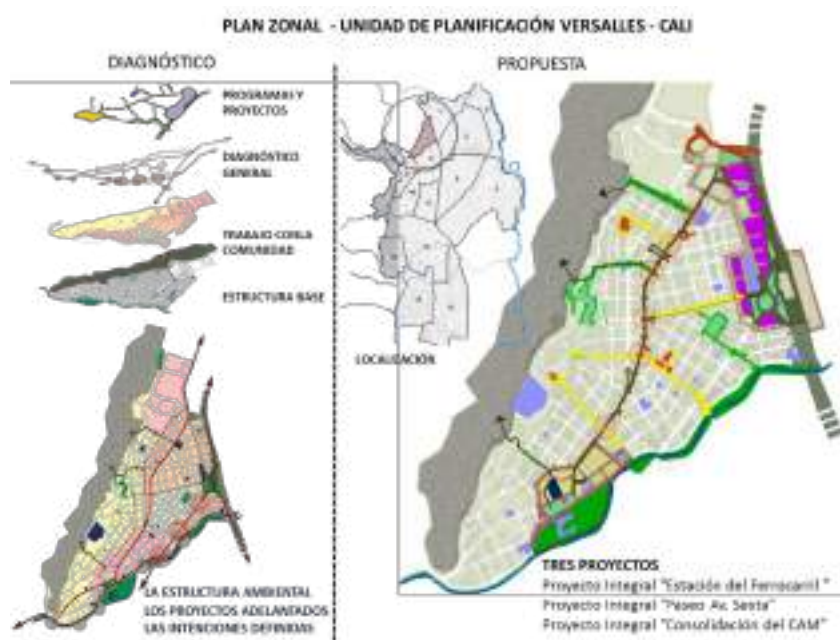 PLAN ZONAL - UNIDAD DE PLANIFICACIÓN VERSALLES - CALI
DIAGNÓSTICO
PROPUESTA
PROGRAMAS Y
PROYECTOS
DIAGNÓSTICO
GENERAL
TRABAJO CON LA
COMUNIDAD
ESTRUCTURA BASE
LOCALIZACIÓN
LA ESTRUCTURA AMBIENTAL
LOS PROYECTOS ADELANTADOS
LAS INTENCIONES DEFINIDAS
TRES PROYECTOS
Proyecto Integral "Estación del Ferrocarril "
Proyecto Integral "Paseo Av. Sexta"
Proyecto Integral "Consolidación del CAM"